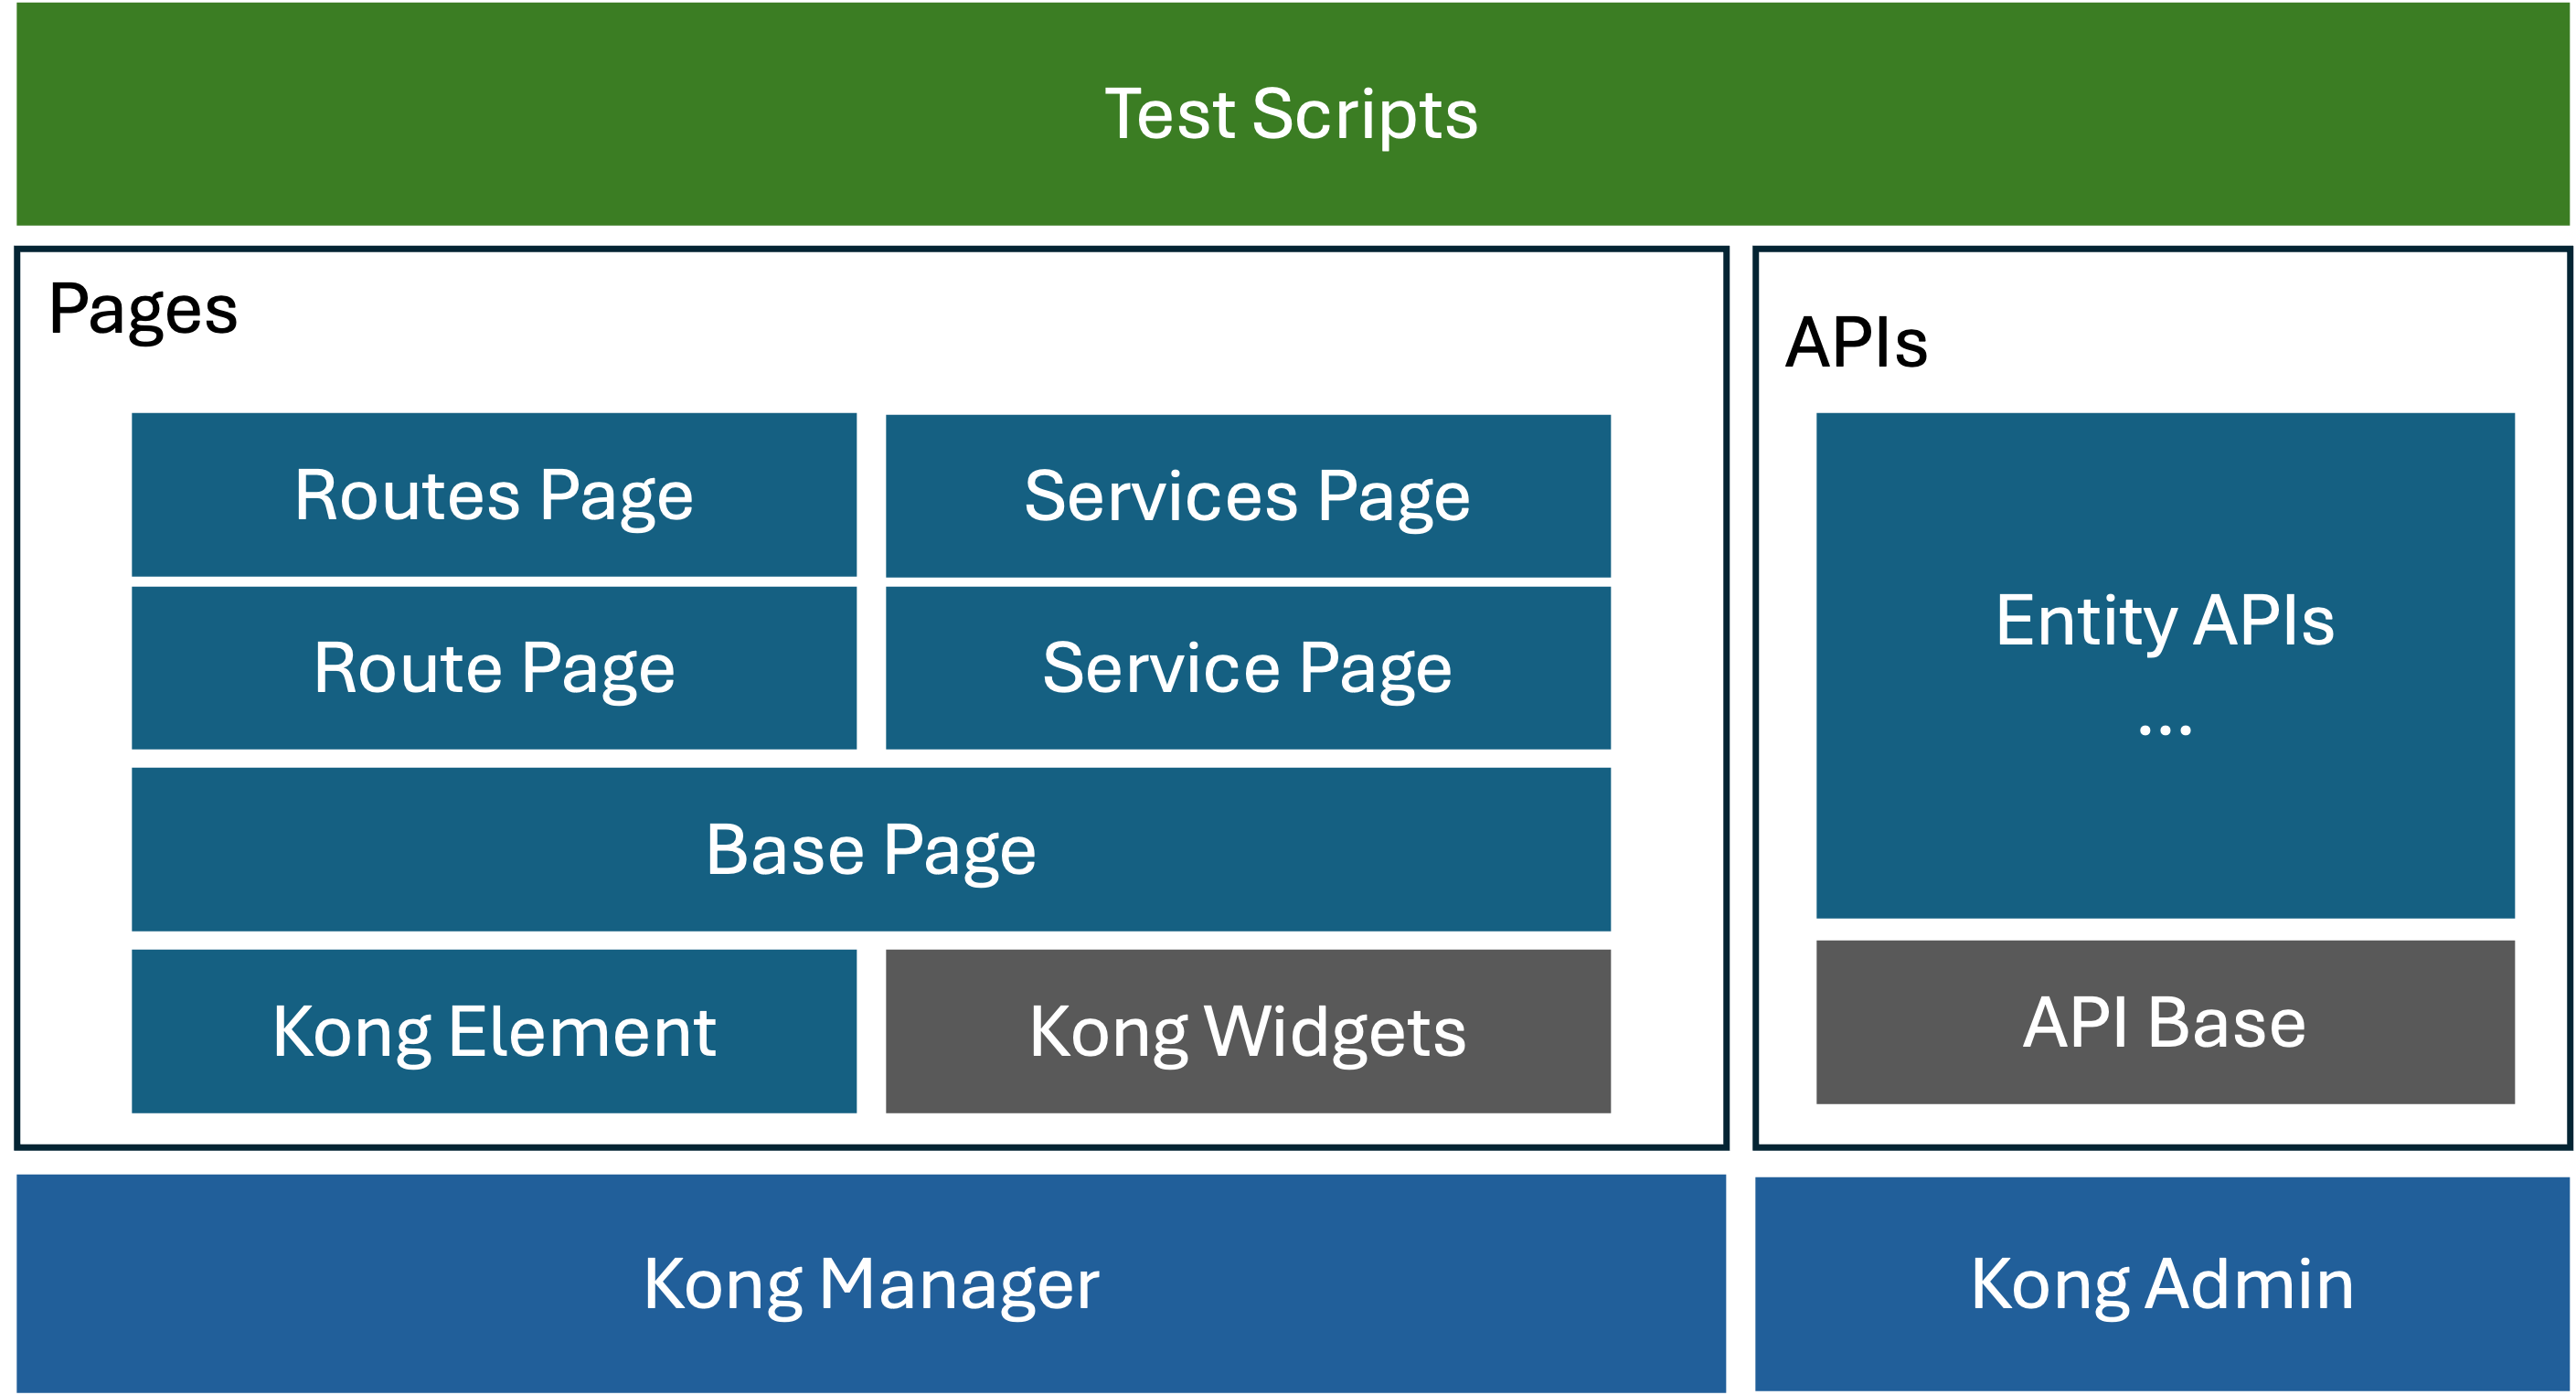 Test Scripts
Pages
Routes Page
Services Page
Route Page
Service Page
Base Page
Kong Element
Kong Widgets
APIs
Entity APIs
...
API Base
Kong Manager
Kong Admin